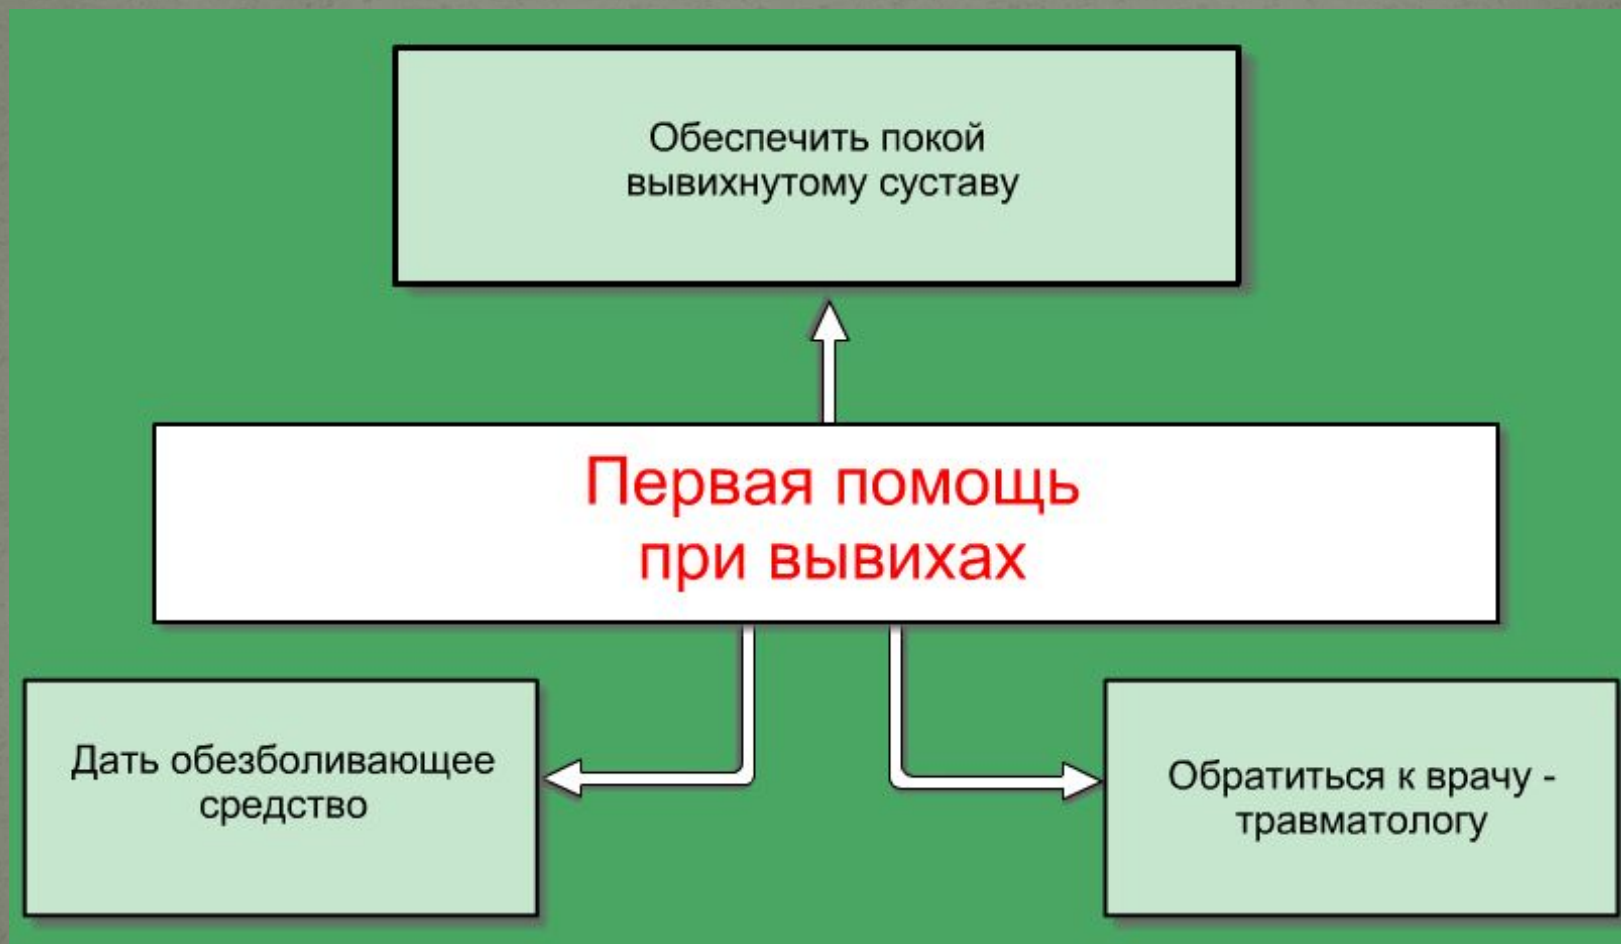 Обеспечить покой
вывихнутому суставу
Первая помощь
при вывихах
Дать обезболивающее
средство
Обратиться к врачу -
травматологу